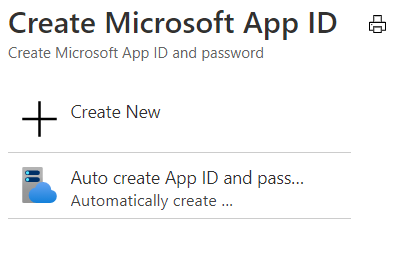 Create Microsoft App ID
Create Microsoft App ID and password
Create New
Auto create App ID and pass...
Automatically create ...